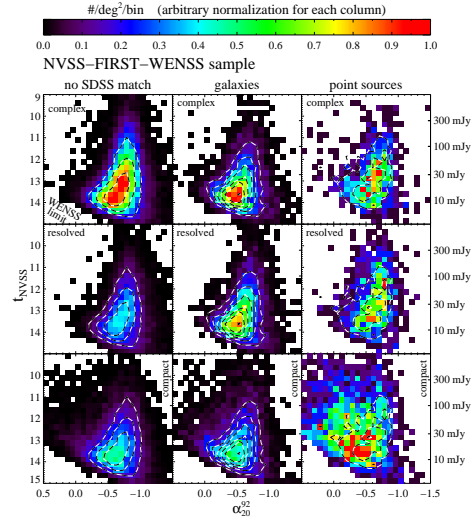 #/deg²/bin (arbitrary normalization for each column)
0.0 0.1 0.2 0.3 0.4 0.5 0.6 0.7 0.8 0.9 1.0
NVSS−FIRST−WENSS sample
no SDSS match galaxies point sources
9 complex complex complex
10 300 mJy
11 100 mJy
12
13 30 mJy
14 WENSS limit 10 mJy
resolved resolved resolved
10 300 mJy
11 100 mJy
12
13 30 mJy
14 10 mJy
t_NVSS
compact compact compact
10 300 mJy
11 100 mJy
12
13 30 mJy
14 10 mJy
15
0.5 0.0 −0.5 −1.0 0.0 −0.5 −1.0 0.0 −0.5 −1.0 −1.5
α₂₀⁹²